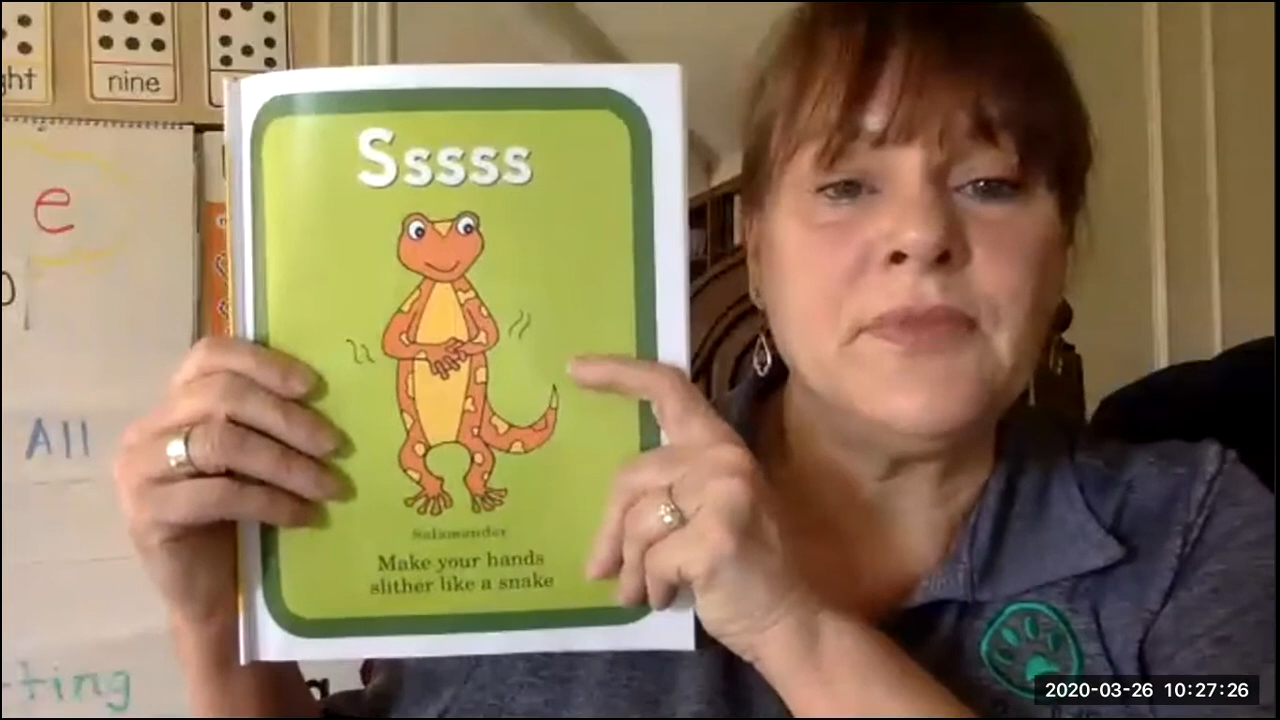 ght
nine
e
Sssss
All
Salamander
Make your hands
slither like a snake
ting
2020-03-26 10:27:26